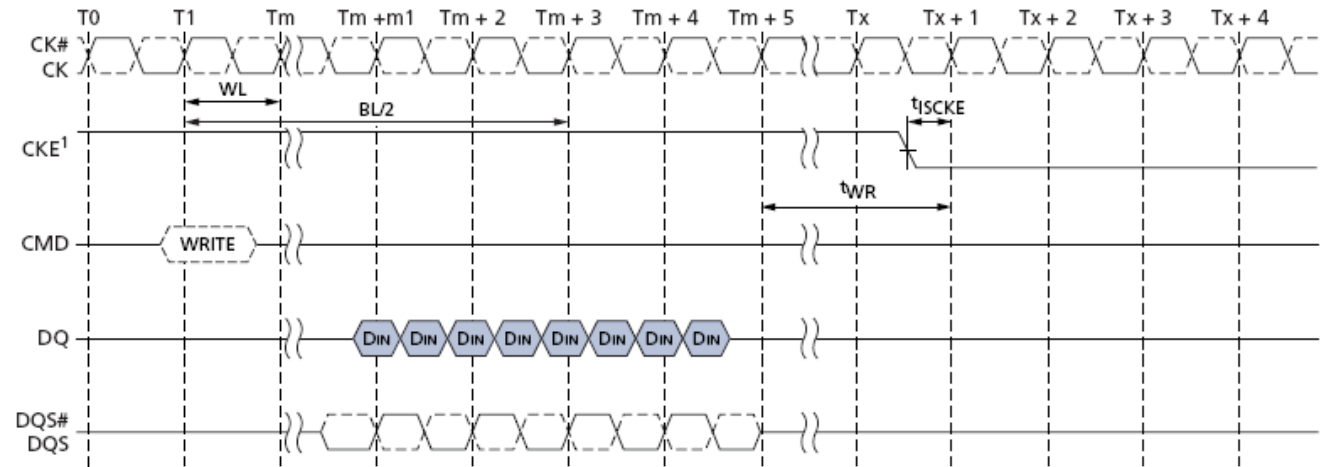 T0 T1 Tm Tm +m1 Tm + 2 Tm + 3 Tm + 4 Tm + 5 Tx Tx + 1 Tx + 2 Tx + 3 Tx + 4
CK#
CK
WL
BL/2
tISCKE
CKE1
tWR
CMD WRITE
DQ DIN DIN DIN DIN DIN DIN DIN DIN
DQS#
DQS